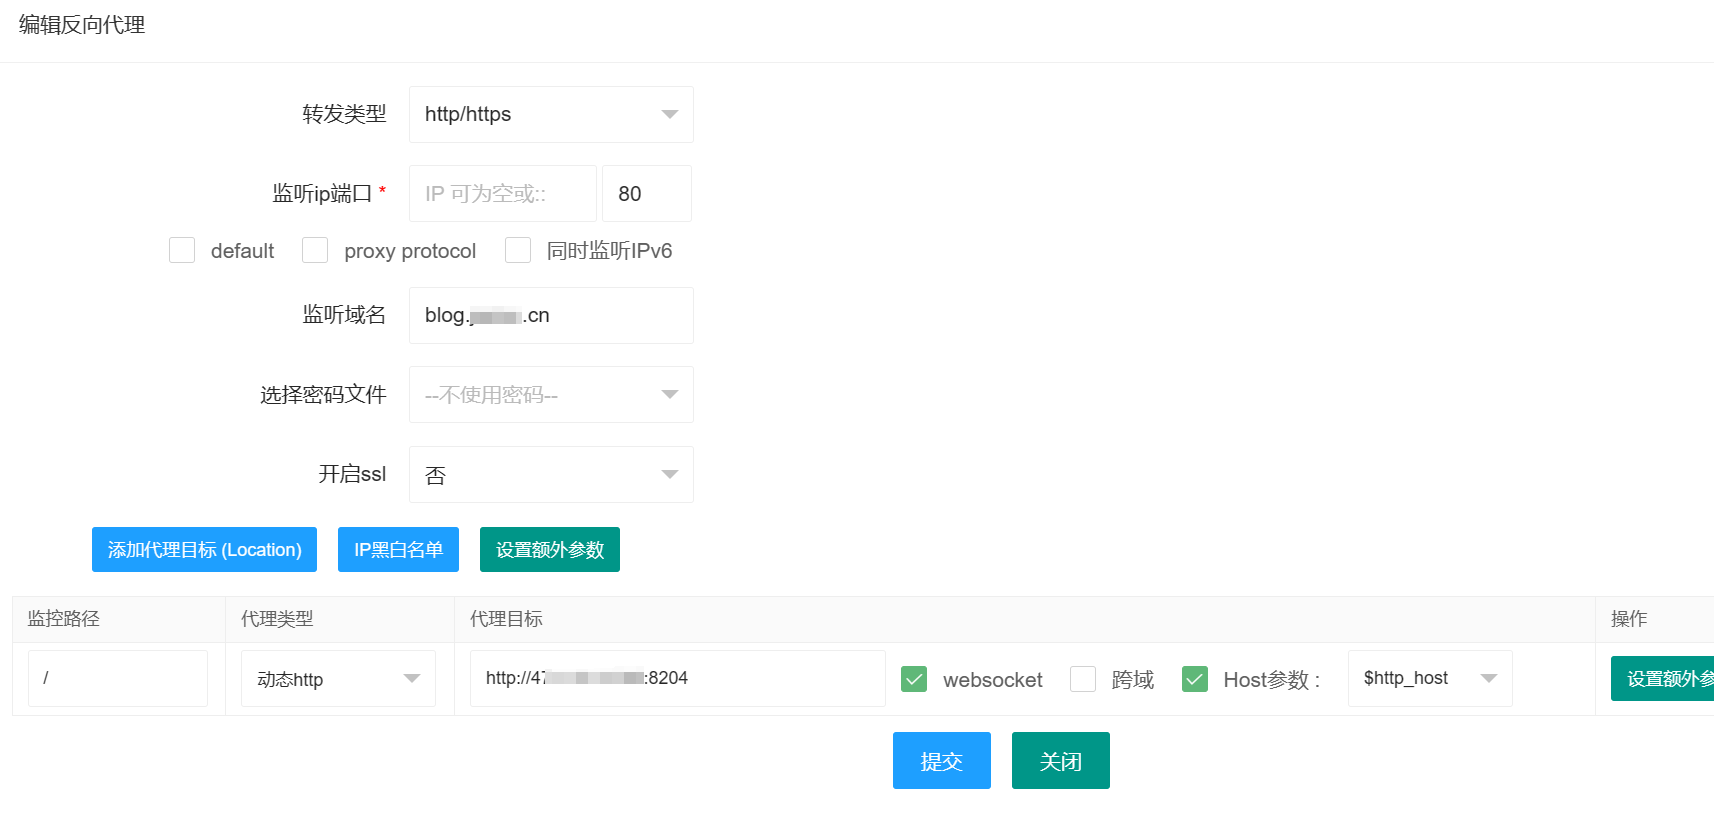 编辑反向代理
转发类型 http/https
监听ip端口 * IP 可为空或:: 80
default proxy protocol 同时监听IPv6
监听域名 blog. .cn
选择密码文件 --不使用密码--
开启ssl 否
添加代理目标 (Location) IP黑白名单 设置额外参数
监控路径 代理类型 代理目标 操作
/ 动态http http://47 :8204 websocket 跨域 Host参数 : $http_host 设置额外参
提交 关闭